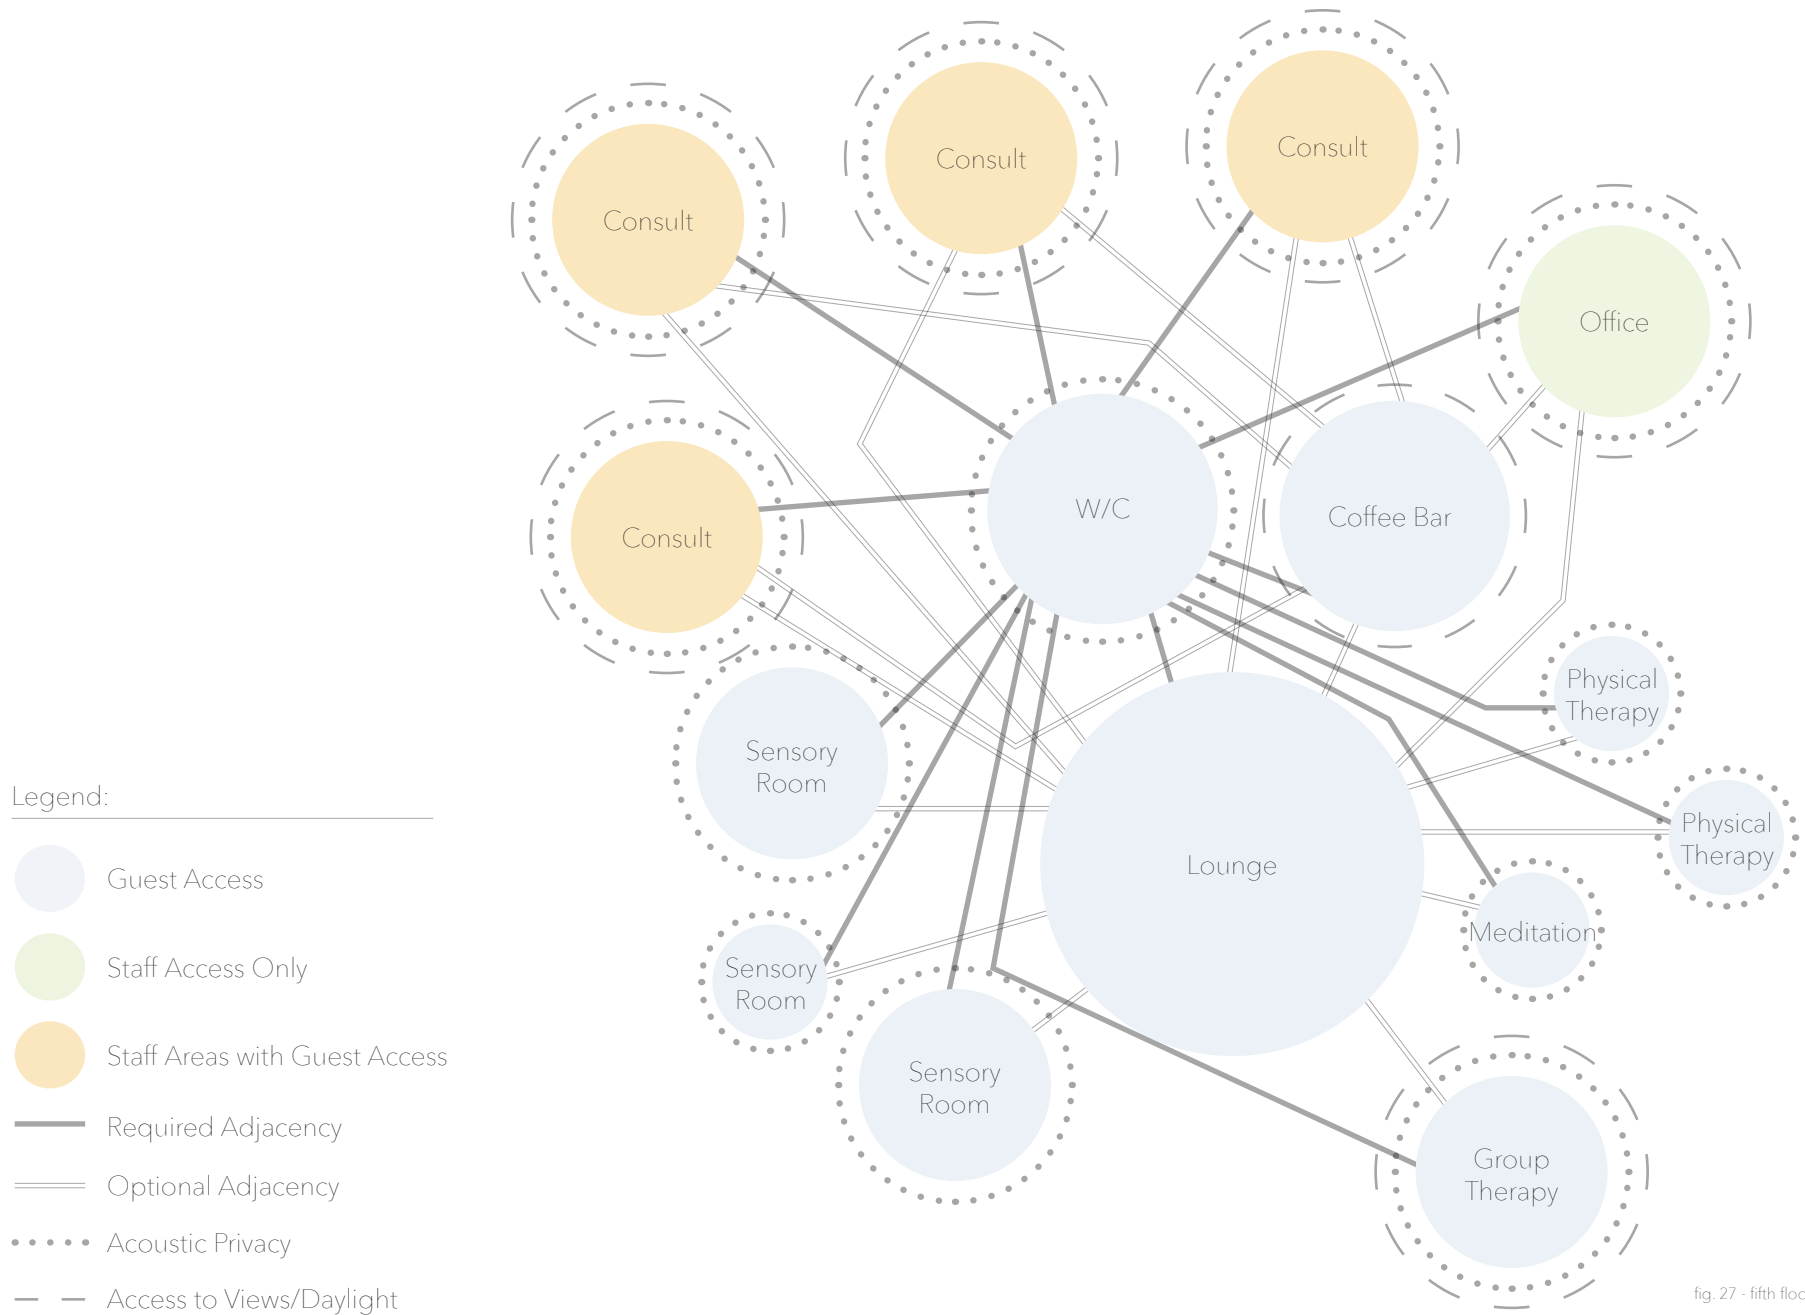 Consult
Consult
Consult
Office
Consult
W/C
Coffee Bar
Physical
Therapy
Sensory
Room
Physical
Therapy
Lounge
Meditation
Sensory
Room
Sensory
Room
Group
Therapy
Legend:
Guest Access
Staff Access Only
Staff Areas with Guest Access
Required Adjacency
Optional Adjacency
Acoustic Privacy
Access to Views/Daylight
fig. 27 - fifth floo